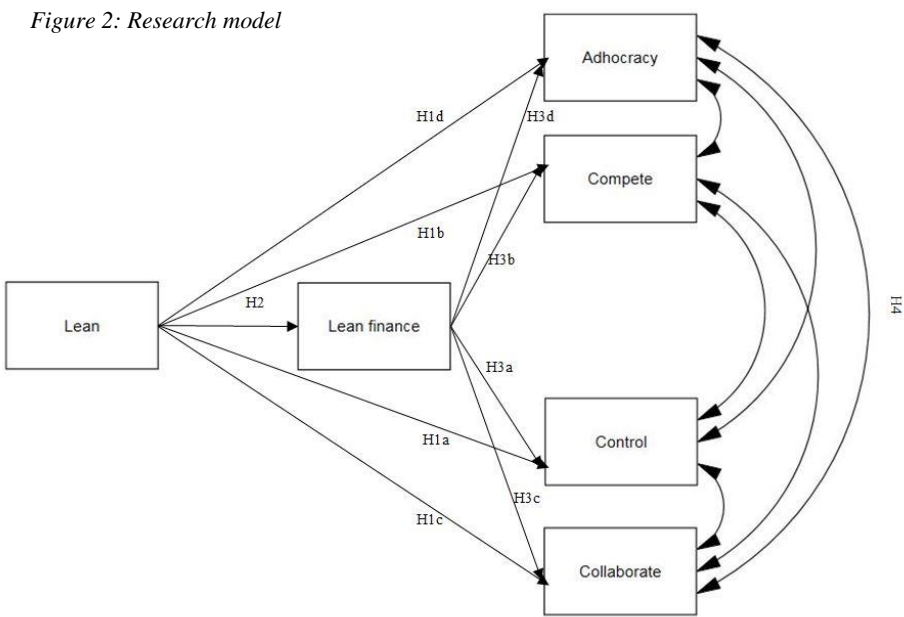 Figure 2: Research model
Adhocracy
H1d
H3d
Compete
H1b
H3b
H2
Lean
Lean finance
H4
H3a
H1a
Control
H3c
H1c
Collaborate